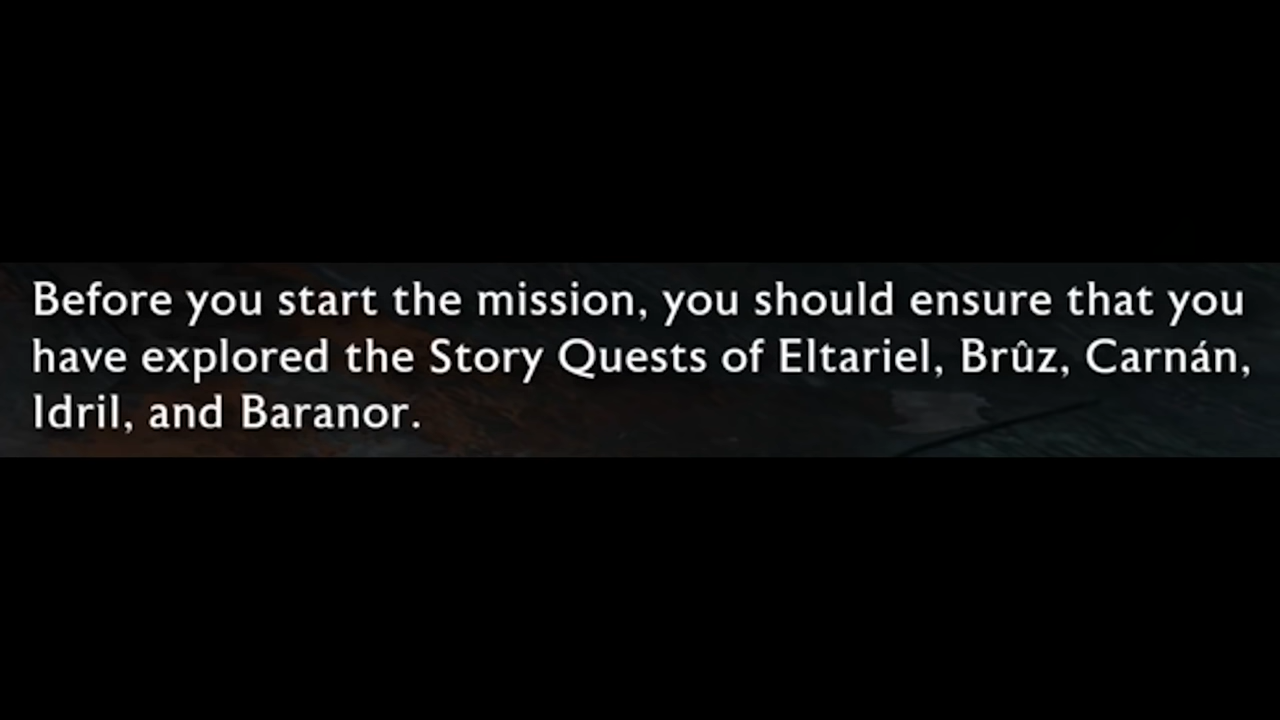 Before you start the mission, you should ensure that you
have explored the Story Quests of Eltariel, Brûz, Carnán,
Idril, and Baranor.